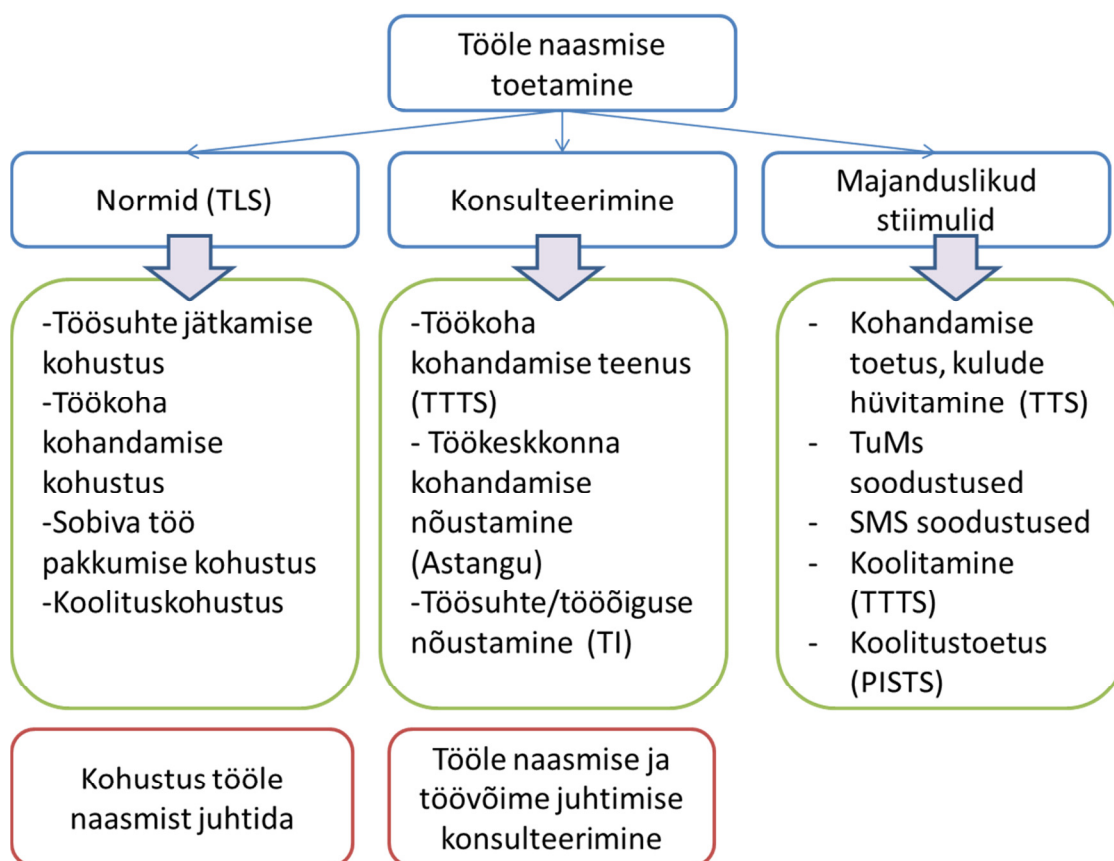 Tööle naasmise
toetamine
Normid (TLS)
Konsulteerimine
Majanduslikud
stiimulid
-Töösuhte jätkamise
kohustus
-Töökoha
kohandamise
kohustus
-Sobiva töö
pakkumise kohustus
-Koolituskohustus
-Töökoha
kohandamise teenus
(TTTS)
- Töökeskkonna
kohandamise
nõustamine
(Astangu)
-Töösuhte/tööõiguse
nõustamine (TI)
- Kohandamise
toetus, kulude
hüvitamine (TTS)
- TuMs
soodustused
- SMS soodustused
- Koolitamine
(TTTS)
- Koolitustoetus
(PISTS)
Kohustus tööle
naasmist juhtida
Tööle naasmise ja
töövõime juhtimise
konsulteerimine